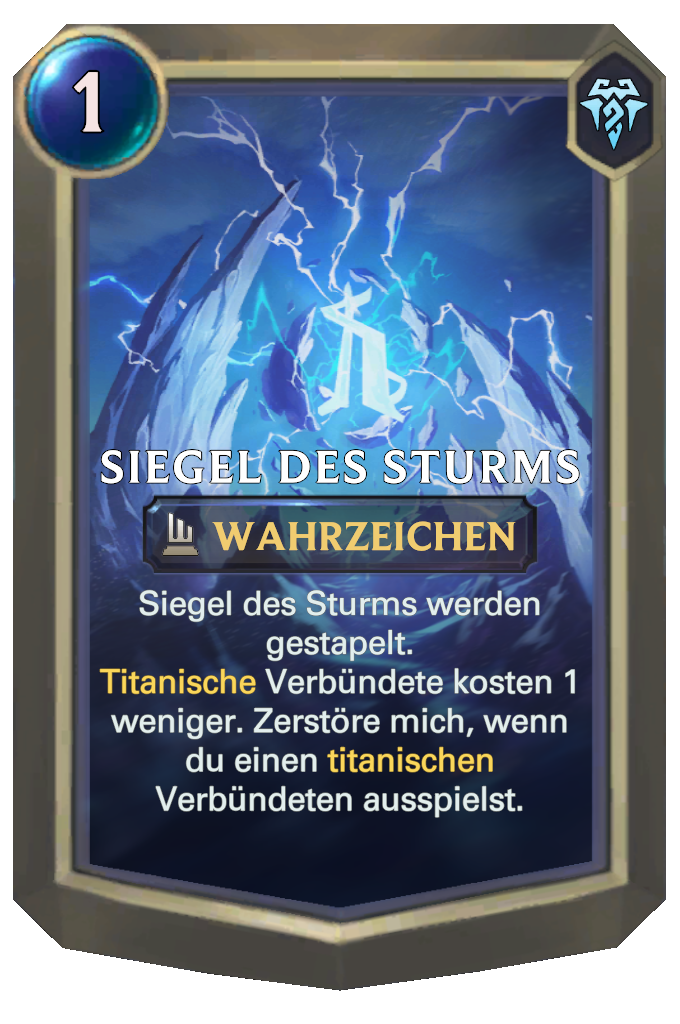 1
SIEGEL DES STURMS
WAHRZEICHEN
Siegel des Sturms werden
gestapelt.
Titanische Verbündete kosten 1
weniger. Zerstöre mich, wenn
du einen titanischen
Verbündeten ausspielst.